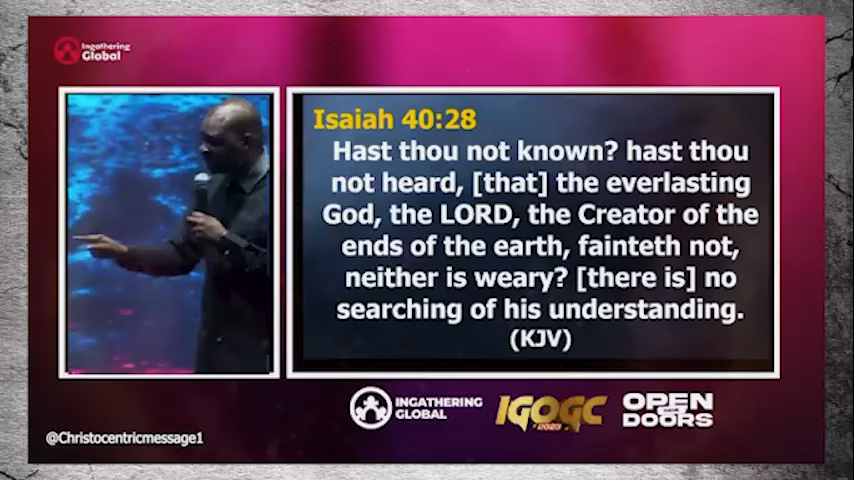 Ingathering
Global
Isaiah 40:28
Hast thou not known? hast thou
not heard, [that] the everlasting
God, the LORD, the Creator of the
ends of the earth, fainteth not,
neither is weary? [there is] no
searching of his understanding.
(KJV)
INGATHERING
GLOBAL
IGOGC
2023
OPEN
DOORS
@Christocentricmessage1